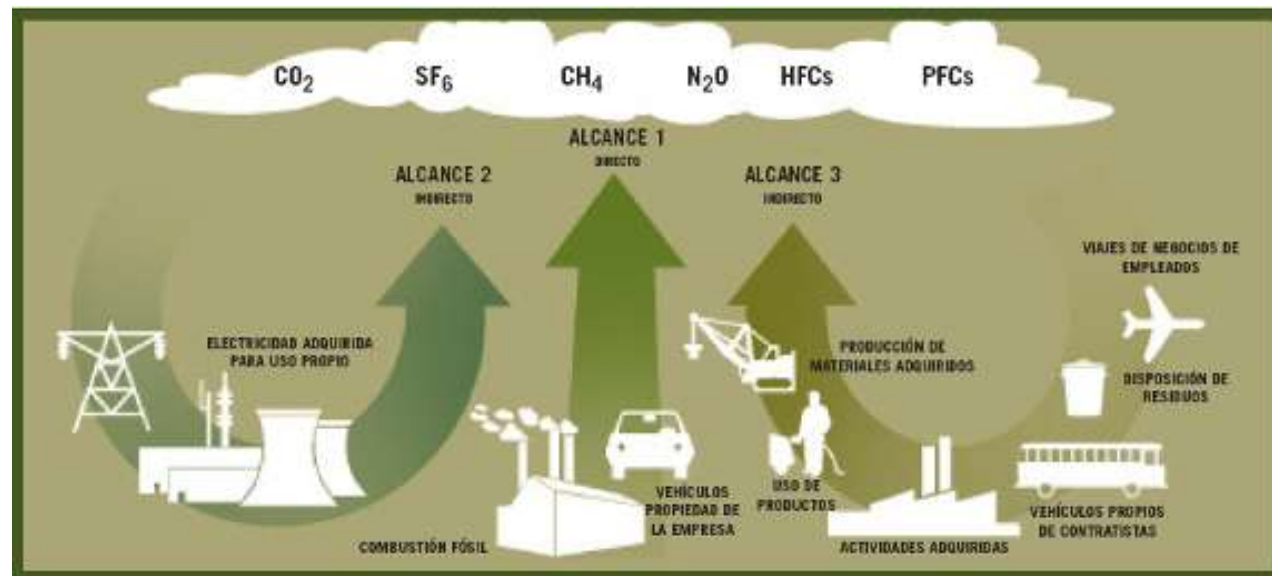 CO₂ SF₆ CH₄ N₂O HFCs PFCs
ALCANCE 1
DIRECTO
ALCANCE 2
INDIRECTO
ALCANCE 3
INDIRECTO
ELECTRICIDAD ADQUIRIDA
PARA USO PROPIO
COMBUSTIÓN FÓSIL
VEHÍCULOS
PROPIEDAD DE
LA EMPRESA
PRODUCCIÓN DE
MATERIALES ADQUIRIDOS
USO DE
PRODUCTOS
ACTIVIDADES ADQUIRIDAS
VIAJES DE NEGOCIOS DE
EMPLEADOS
DISPOSICIÓN DE
RESIDUOS
VEHÍCULOS PROPIOS
DE CONTRATISTAS